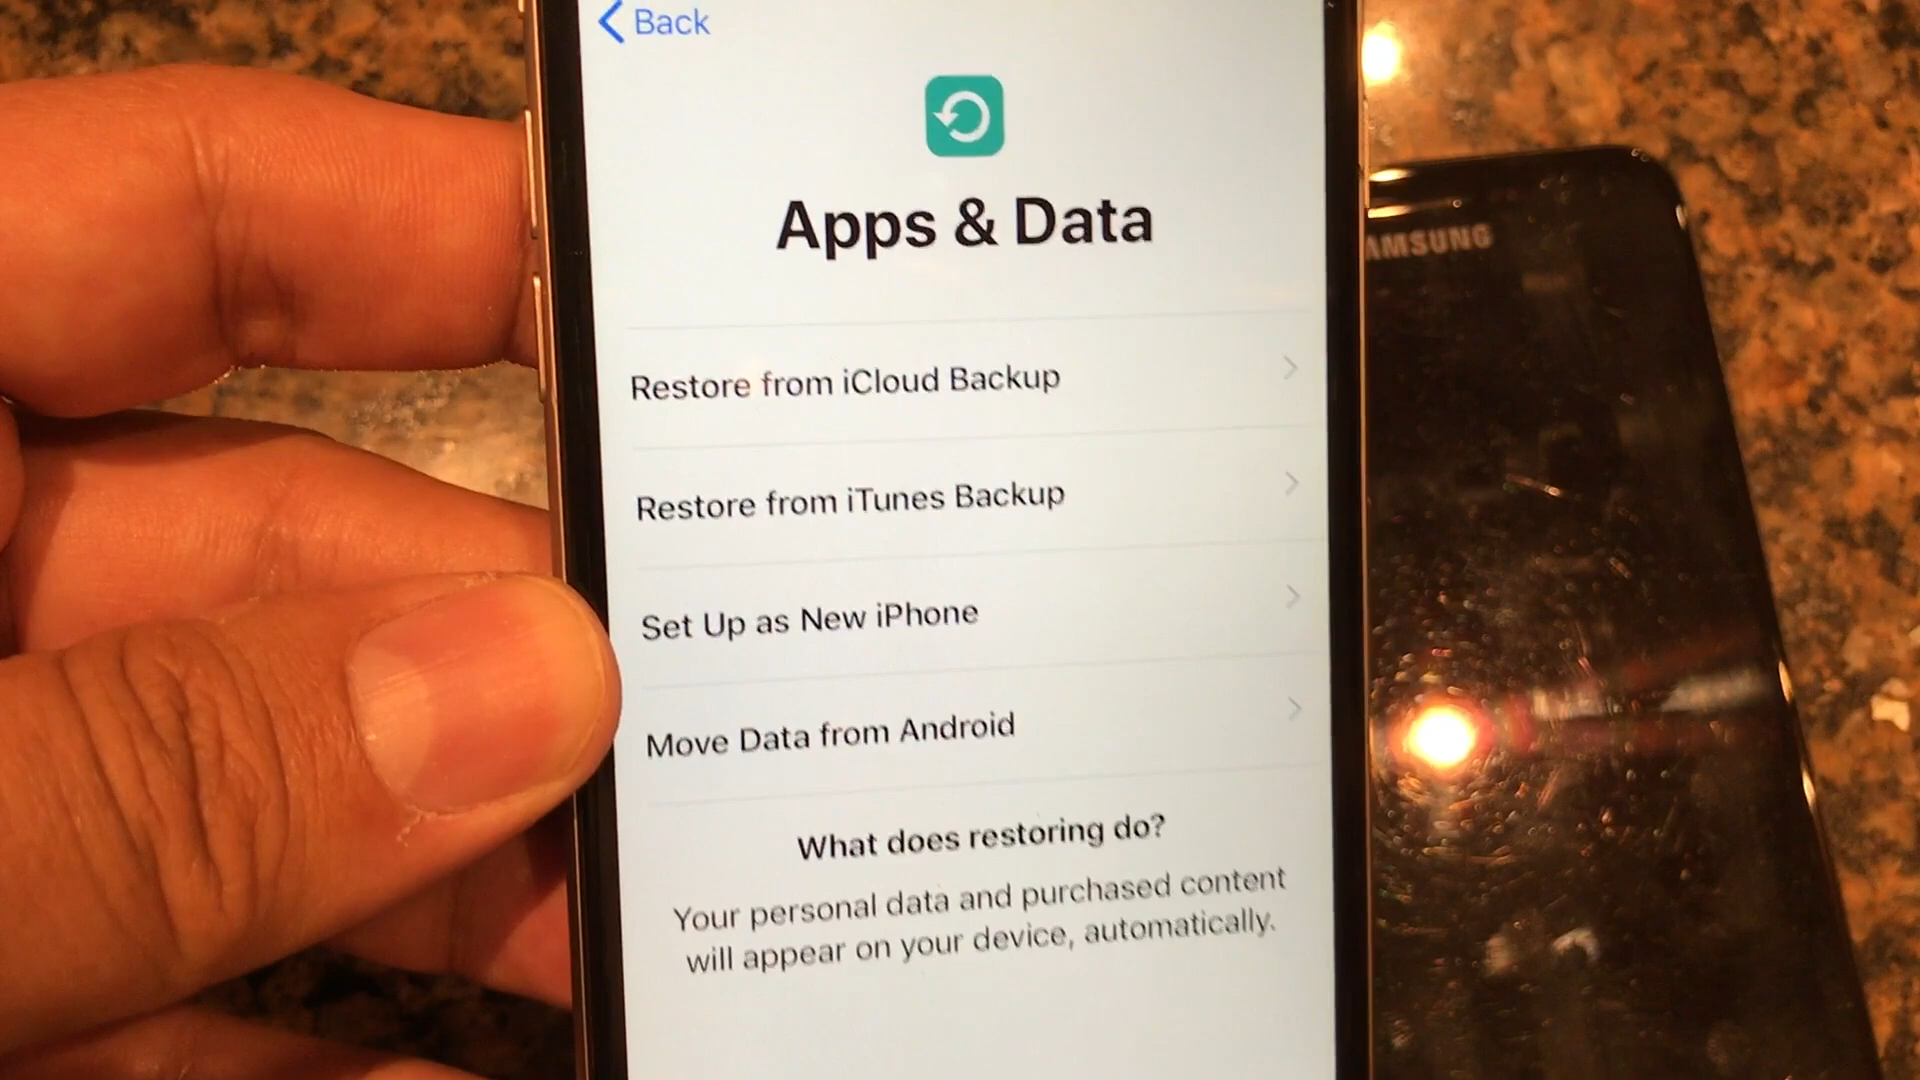 Back
Apps & Data
AMSUNG
Restore from iCloud Backup
Restore from iTunes Backup
Set Up as New iPhone
Move Data from Android
What does restoring do?
Your personal data and purchased content
will appear on your device, automatically.